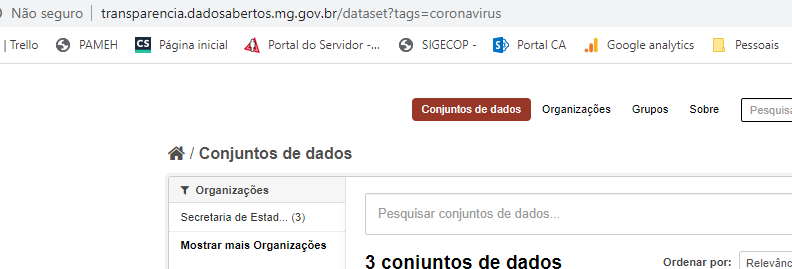 Não seguro | transparencia.dadosabertos.mg.gov.br/dataset?tags=coronavirus
| Trello PAMEH CS Página inicial Portal do Servidor -... SIGECOP - S Portal CA Google analytics Pessoais
Conjuntos de dados Organizações Grupos Sobre Pesquisa
/ Conjuntos de dados
Organizações
Secretaria de Estad... (3)
Pesquisar conjuntos de dados...
Mostrar mais Organizações
3 conjuntos de dados Ordenar por: Relevânc